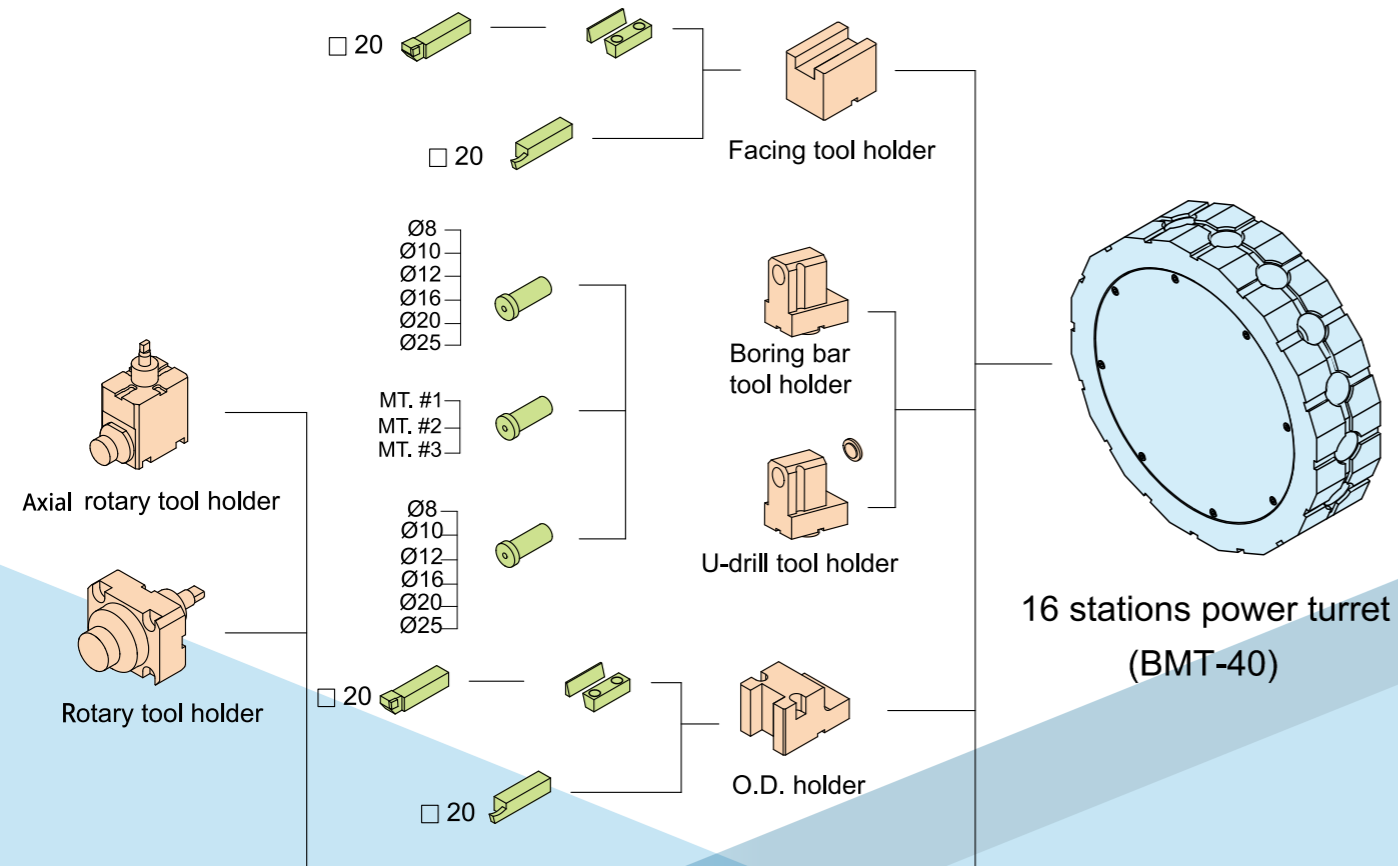 □ 20
Facing tool holder
□ 20
Ø8
Ø10
Ø12
Ø16
Ø20
Ø25
Boring bar
tool holder
MT. #1
MT. #2
MT. #3
Axial rotary tool holder
Ø8
Ø10
Ø12
Ø16
Ø20
Ø25
U-drill tool holder
16 stations power turret
(BMT-40)
Rotary tool holder
□ 20
O.D. holder
□ 20